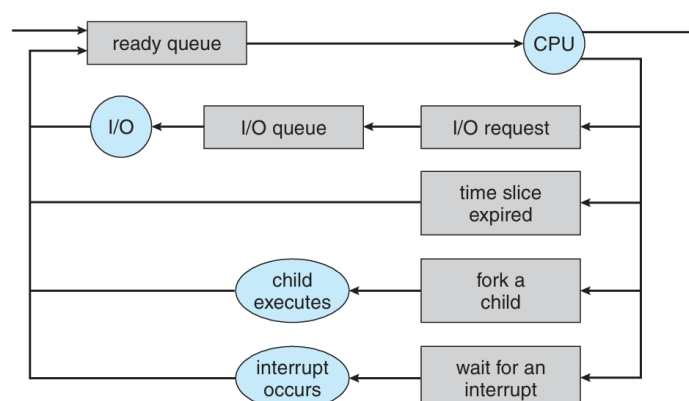 ready queue
CPU
I/O
I/O queue
I/O request
time slice
expired
child
executes
fork a
child
interrupt
occurs
wait for an
interrupt